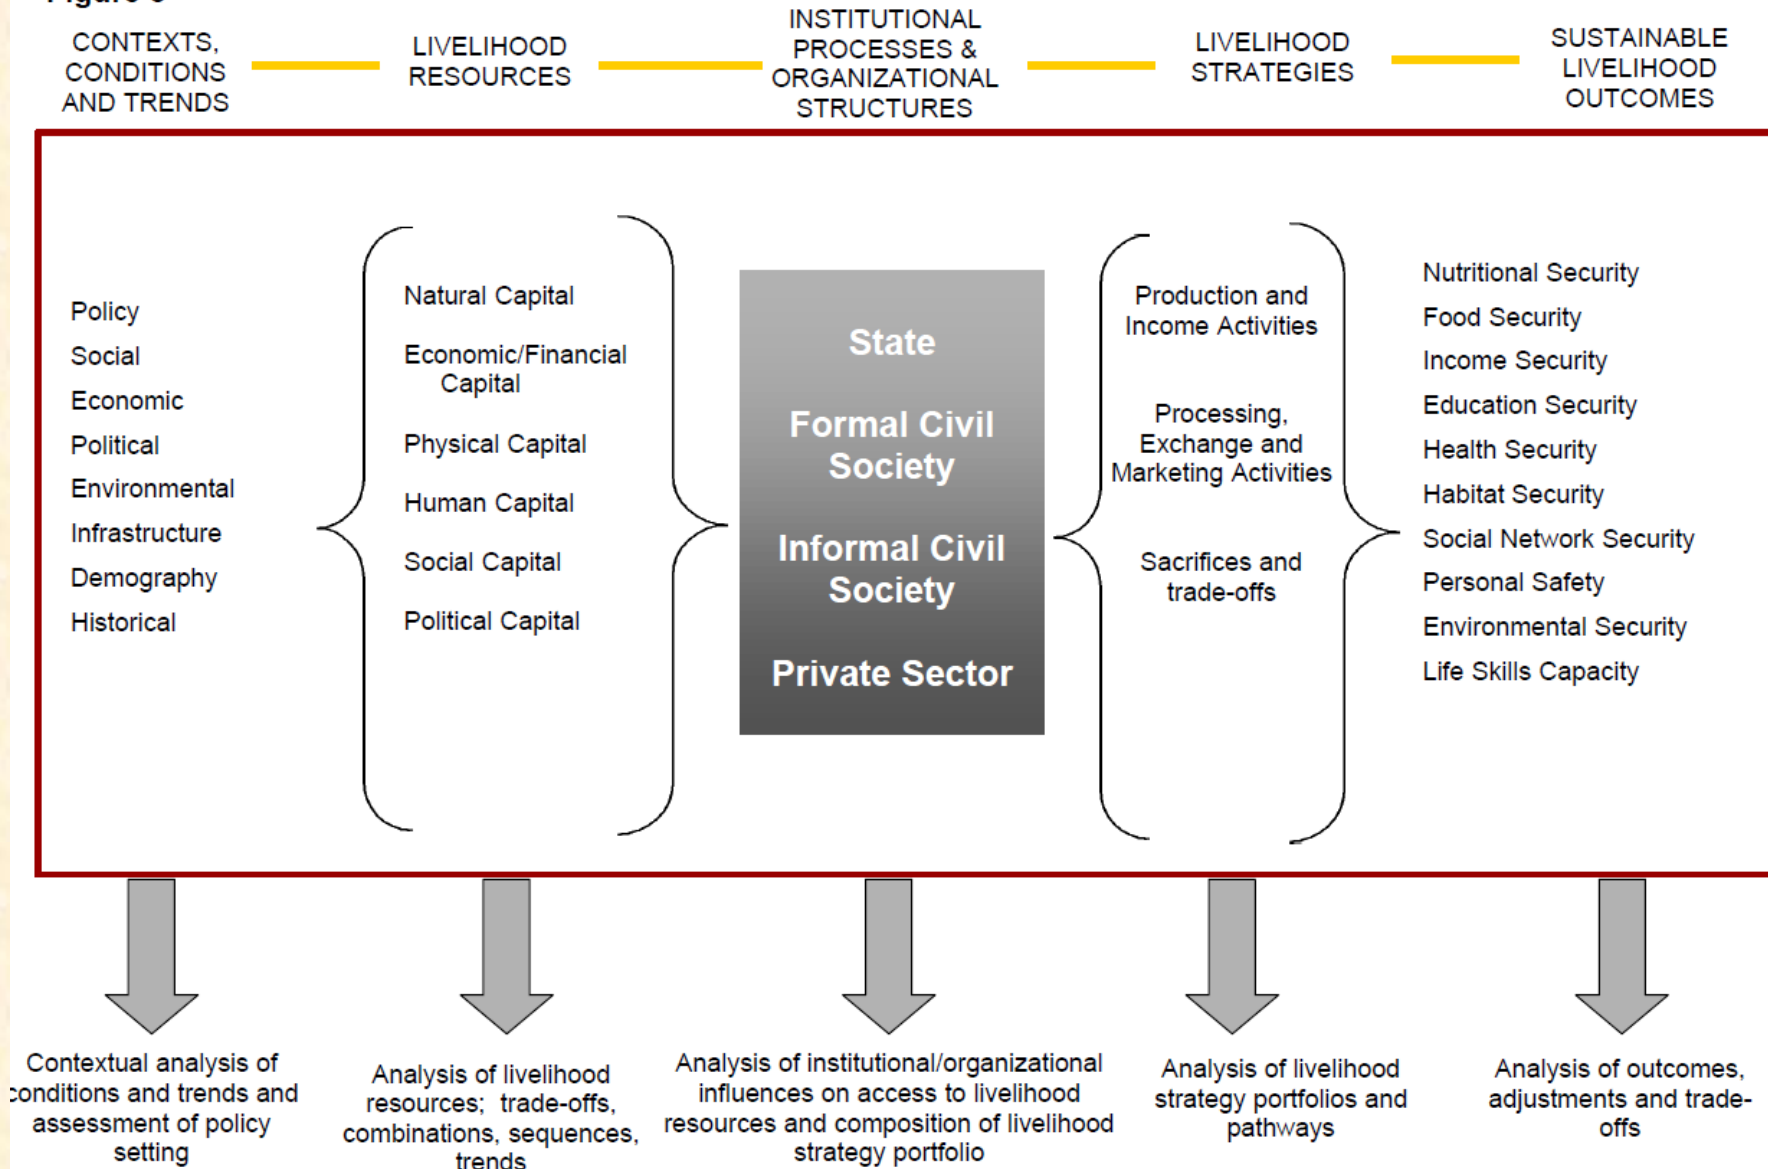 Figure
CONTEXTS,
CONDITIONS
AND TRENDS
LIVELIHOOD
RESOURCES
INSTITUTIONAL
PROCESSES &
ORGANIZATIONAL
STRUCTURES
LIVELIHOOD
STRATEGIES
SUSTAINABLE
LIVELIHOOD
OUTCOMES
Policy
Social
Economic
Political
Environmental
Infrastructure
Demography
Historical
Natural Capital
Economic/Financial
Capital
Physical Capital
Human Capital
Social Capital
Political Capital
State
Formal Civil
Society
Informal Civil
Society
Private Sector
Production and
Income Activities
Processing,
Exchange and
Marketing Activities
Sacrifices and
trade-offs
Nutritional Security
Food Security
Income Security
Education Security
Health Security
Habitat Security
Social Network Security
Personal Safety
Environmental Security
Life Skills Capacity
Contextual analysis of
conditions and trends and
assessment of policy
setting
Analysis of livelihood
resources; trade-offs,
combinations, sequences,
trends
Analysis of institutional/organizational
influences on access to livelihood
resources and composition of livelihood
strategy portfolio
Analysis of livelihood
strategy portfolios and
pathways
Analysis of outcomes,
adjustments and trade-
offs